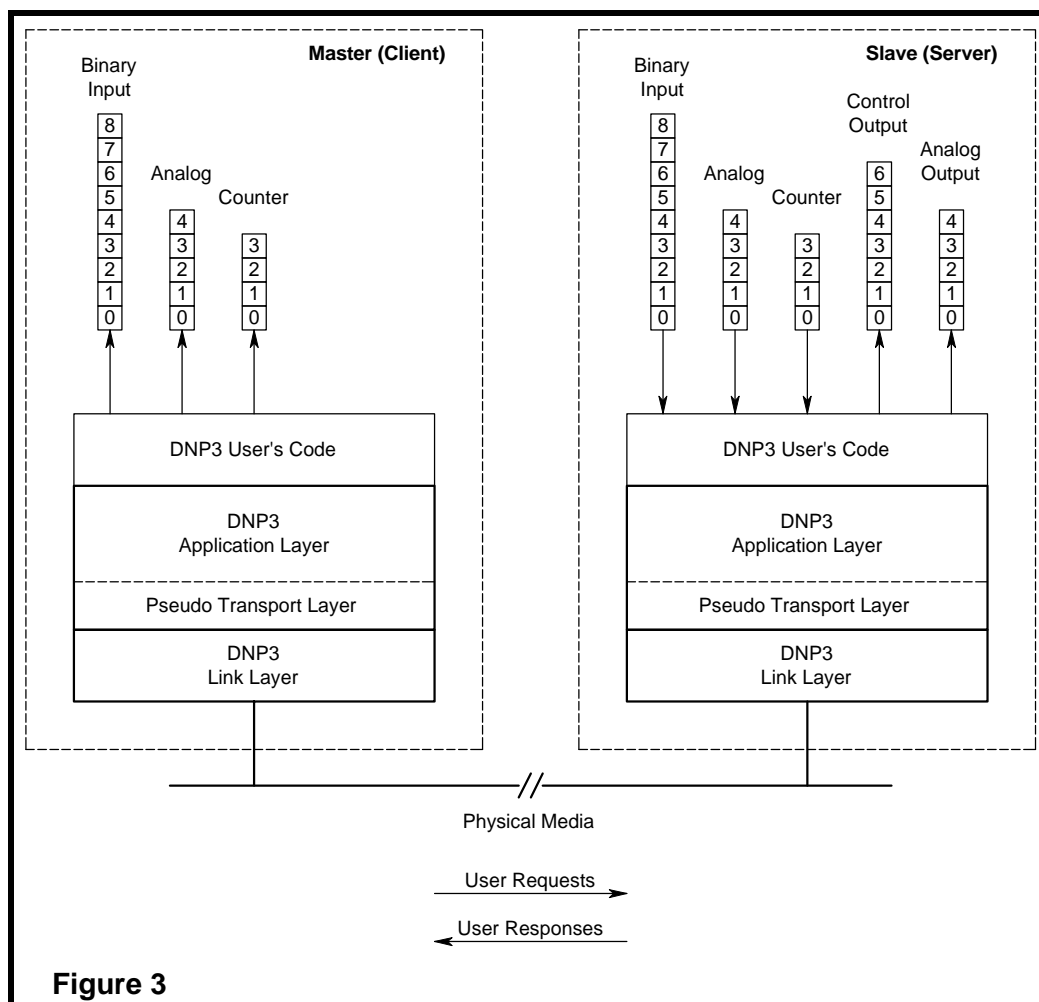 Master (Client)
Binary
Input
8
7
6
5
4
3
2
1
0
Analog
4
3
2
1
0
Counter
3
2
1
0
DNP3 User's Code
DNP3
Application Layer
Pseudo Transport Layer
DNP3
Link Layer
Slave (Server)
Binary
Input
8
7
6
5
4
3
2
1
0
Analog
4
3
2
1
0
Counter
3
2
1
0
Control
Output
6
5
4
3
2
1
0
Analog
Output
4
3
2
1
0
DNP3 User's Code
DNP3
Application Layer
Pseudo Transport Layer
DNP3
Link Layer
Physical Media
User Requests
User Responses
Figure 3